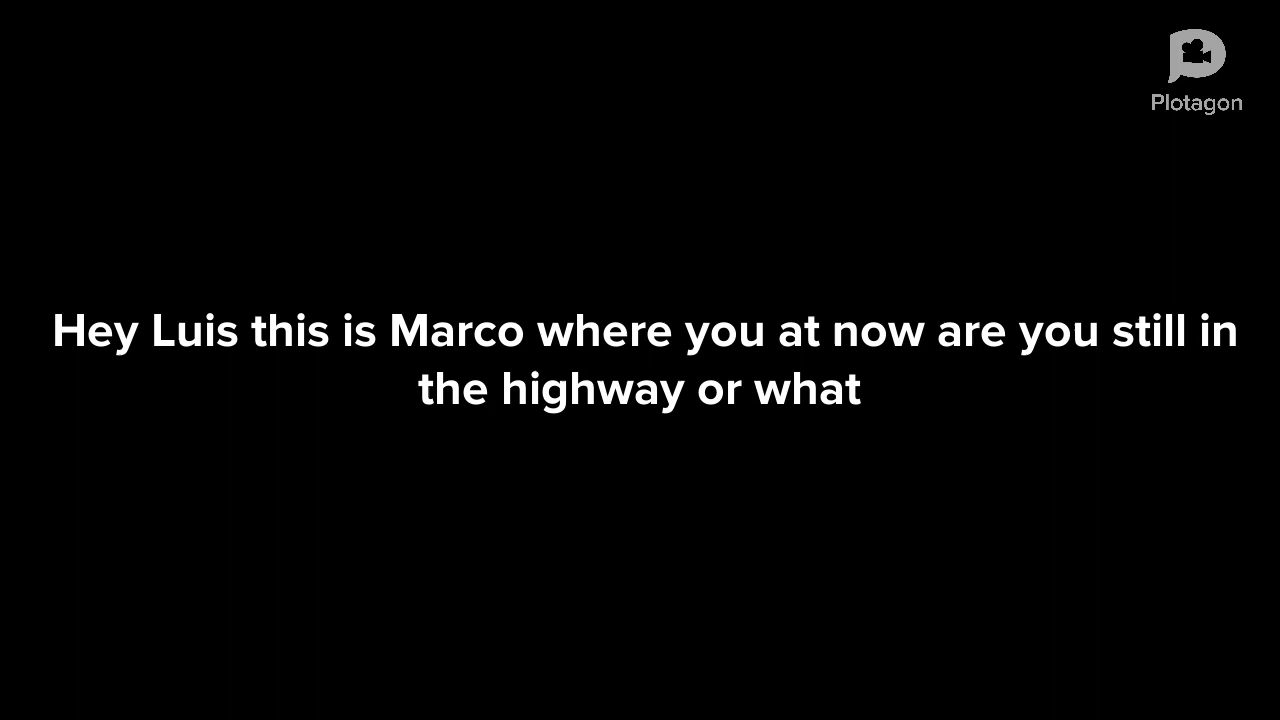 Plotagon
Hey Luis this is Marco where you at now are you still in
the highway or what